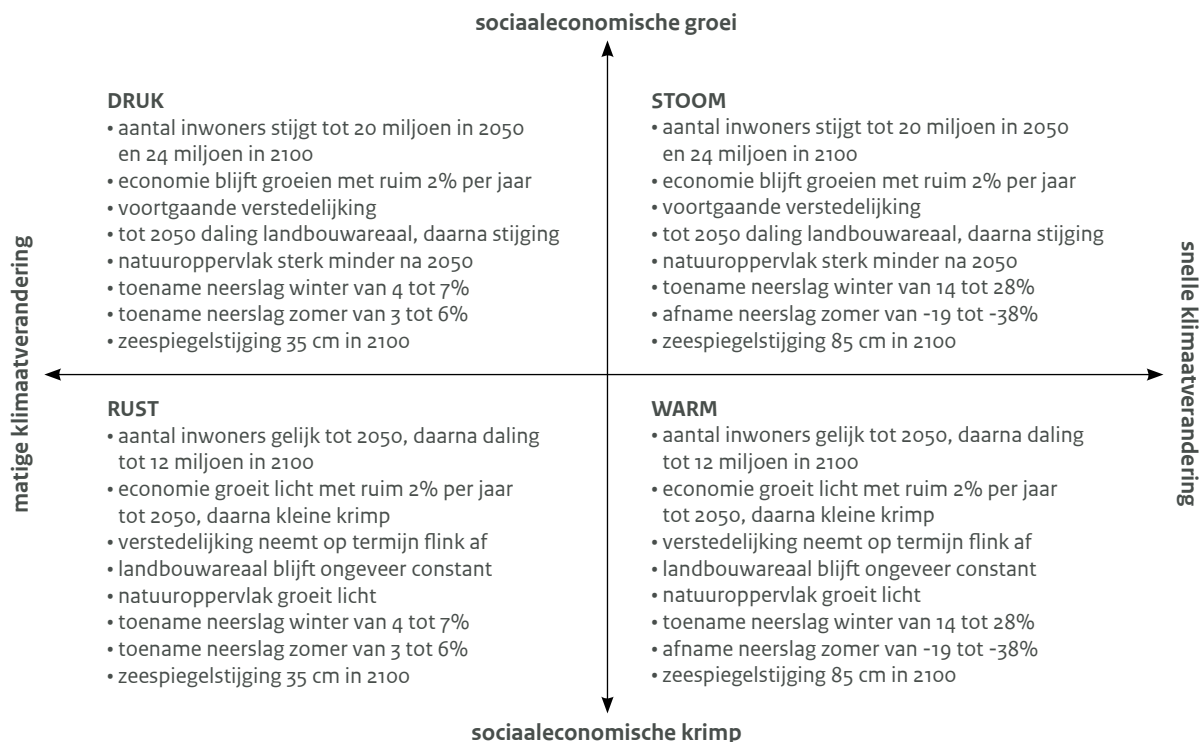 sociaaleconomische groei
DRUK
• aantal inwoners stijgt tot 20 miljoen in 2050
en 24 miljoen in 2100
• economie blijft groeien met ruim 2% per jaar
• voortgaande verstedelijking
• tot 2050 daling landbouwareaal, daarna stijging
• natuuroppervlak sterk minder na 2050
• toename neerslag winter van 4 tot 7%
• toename neerslag zomer van 3 tot 6%
• zeespiegelstijging 35 cm in 2100
STOOM
• aantal inwoners stijgt tot 20 miljoen in 2050
en 24 miljoen in 2100
• economie blijft groeien met ruim 2% per jaar
• voortgaande verstedelijking
• tot 2050 daling landbouwareaal, daarna stijging
• natuuroppervlak sterk minder na 2050
• toename neerslag winter van 14 tot 28%
• afname neerslag zomer van -19 tot -38%
• zeespiegelstijging 85 cm in 2100
matige klimaatverandering
snelle klimaatverandering
RUST
• aantal inwoners gelijk tot 2050, daarna daling
tot 12 miljoen in 2100
• economie groeit licht met ruim 2% per jaar
tot 2050, daarna kleine krimp
• verstedelijking neemt op termijn flink af
• landbouwareaal blijft ongeveer constant
• natuuroppervlak groeit licht
• toename neerslag winter van 4 tot 7%
• toename neerslag zomer van 3 tot 6%
• zeespiegelstijging 35 cm in 2100
WARM
• aantal inwoners gelijk tot 2050, daarna daling
tot 12 miljoen in 2100
• economie groeit licht met ruim 2% per jaar
tot 2050, daarna kleine krimp
• verstedelijking neemt op termijn flink af
• landbouwareaal blijft ongeveer constant
• natuuroppervlak groeit licht
• toename neerslag winter van 14 tot 28%
• afname neerslag zomer van -19 tot -38%
• zeespiegelstijging 85 cm in 2100
sociaaleconomische krimp